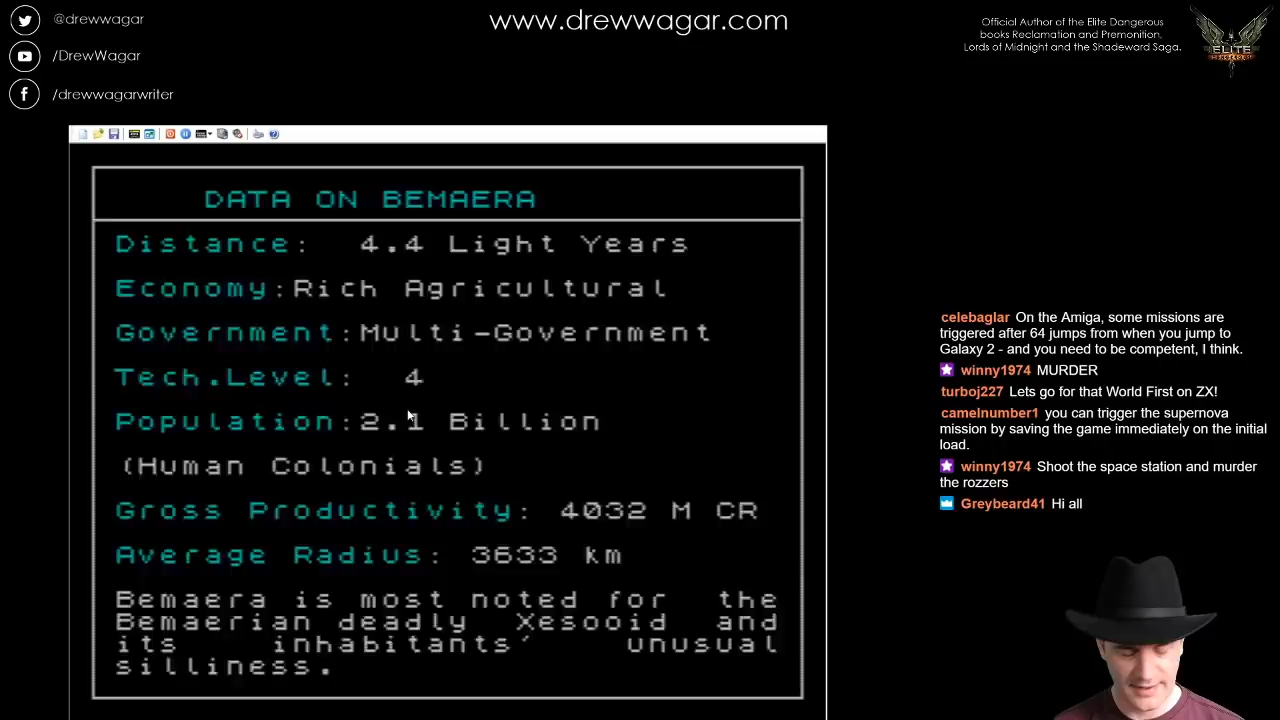 @drewwagar
/DrewWagar
/drewwagarwriter
www.drewwagar.com
Official Author of the Elite Dangerous
books Reclamation and Premonition,
Lords of Midnight and the Shadeward Saga.
ELITE
DANGEROUS
DATA ON BEMAERA
Distance: 4.4 Light Years
Economy:Rich Agricultural
Government:Multi-Government
Tech.Level: 4
Population:2.1 Billion
(Human Colonials)
Gross Productivity: 4032 M CR
Average Radius: 3633 km
Bemaera is most noted for the
Bemaerian deadly Xesooid and
its inhabitants' unusual
silliness.
celebaglar On the Amiga, some missions are
triggered after 64 jumps from when you jump to
Galaxy 2 - and you need to be competent, I think.
winny1974 MURDER
turboj227 Lets go for that World First on ZX!
camelnumber1 you can trigger the supernova
mission by saving the game immediately on the initial
load.
winny1974 Shoot the space station and murder
the rozzers
Greybeard41 Hi all